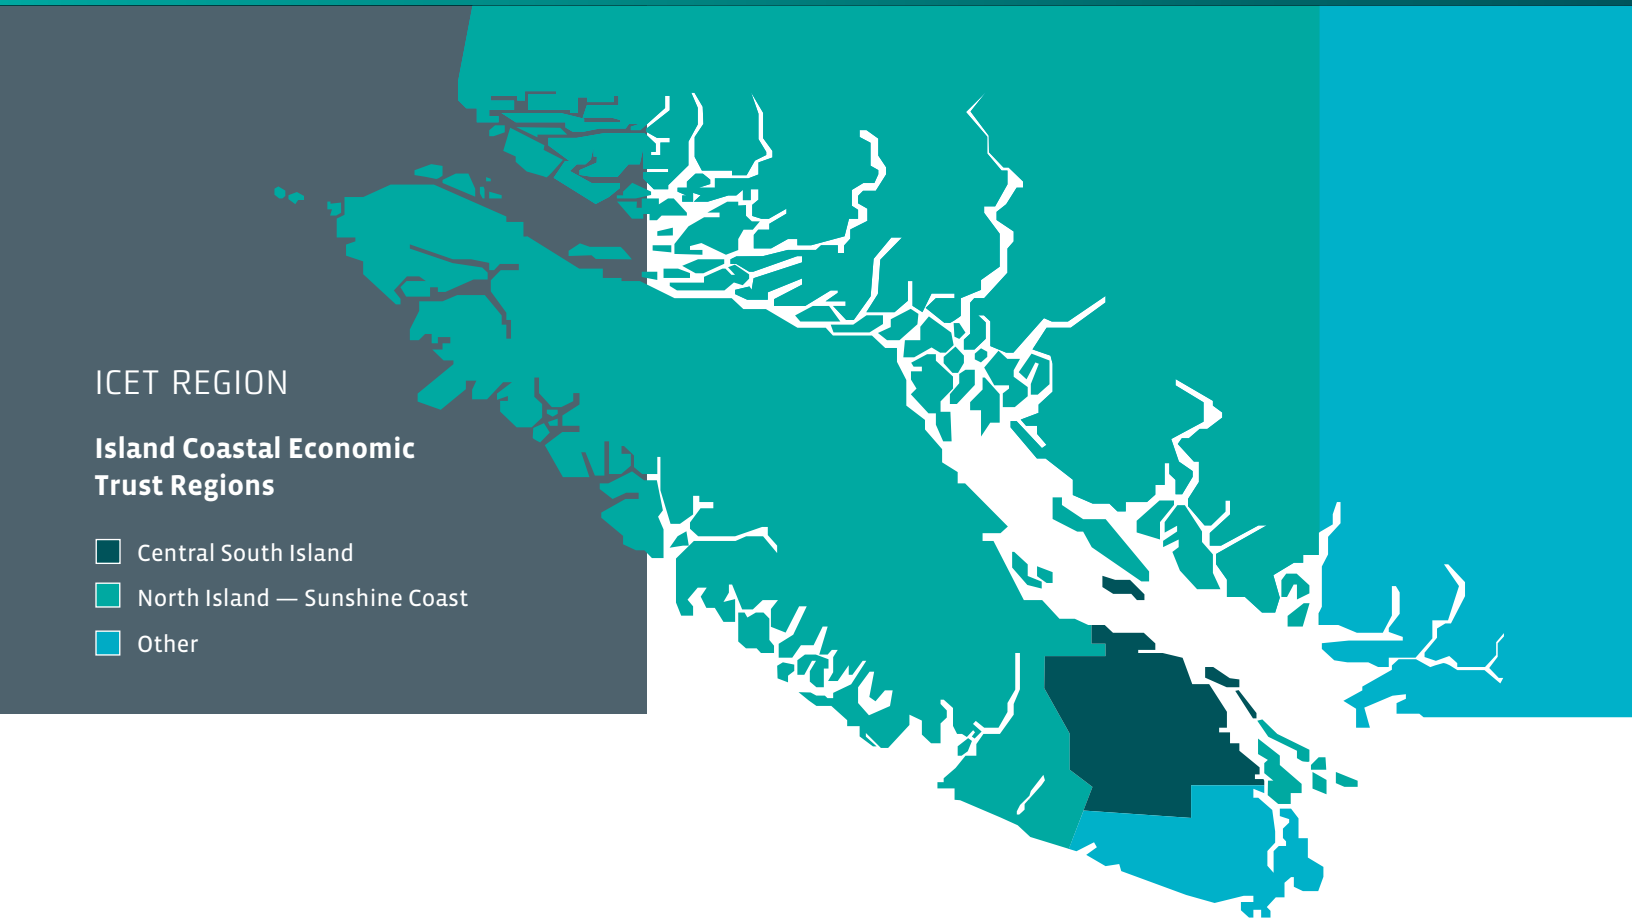 ICET REGION
Island Coastal Economic
Trust Regions
Central South Island
North Island — Sunshine Coast
Other